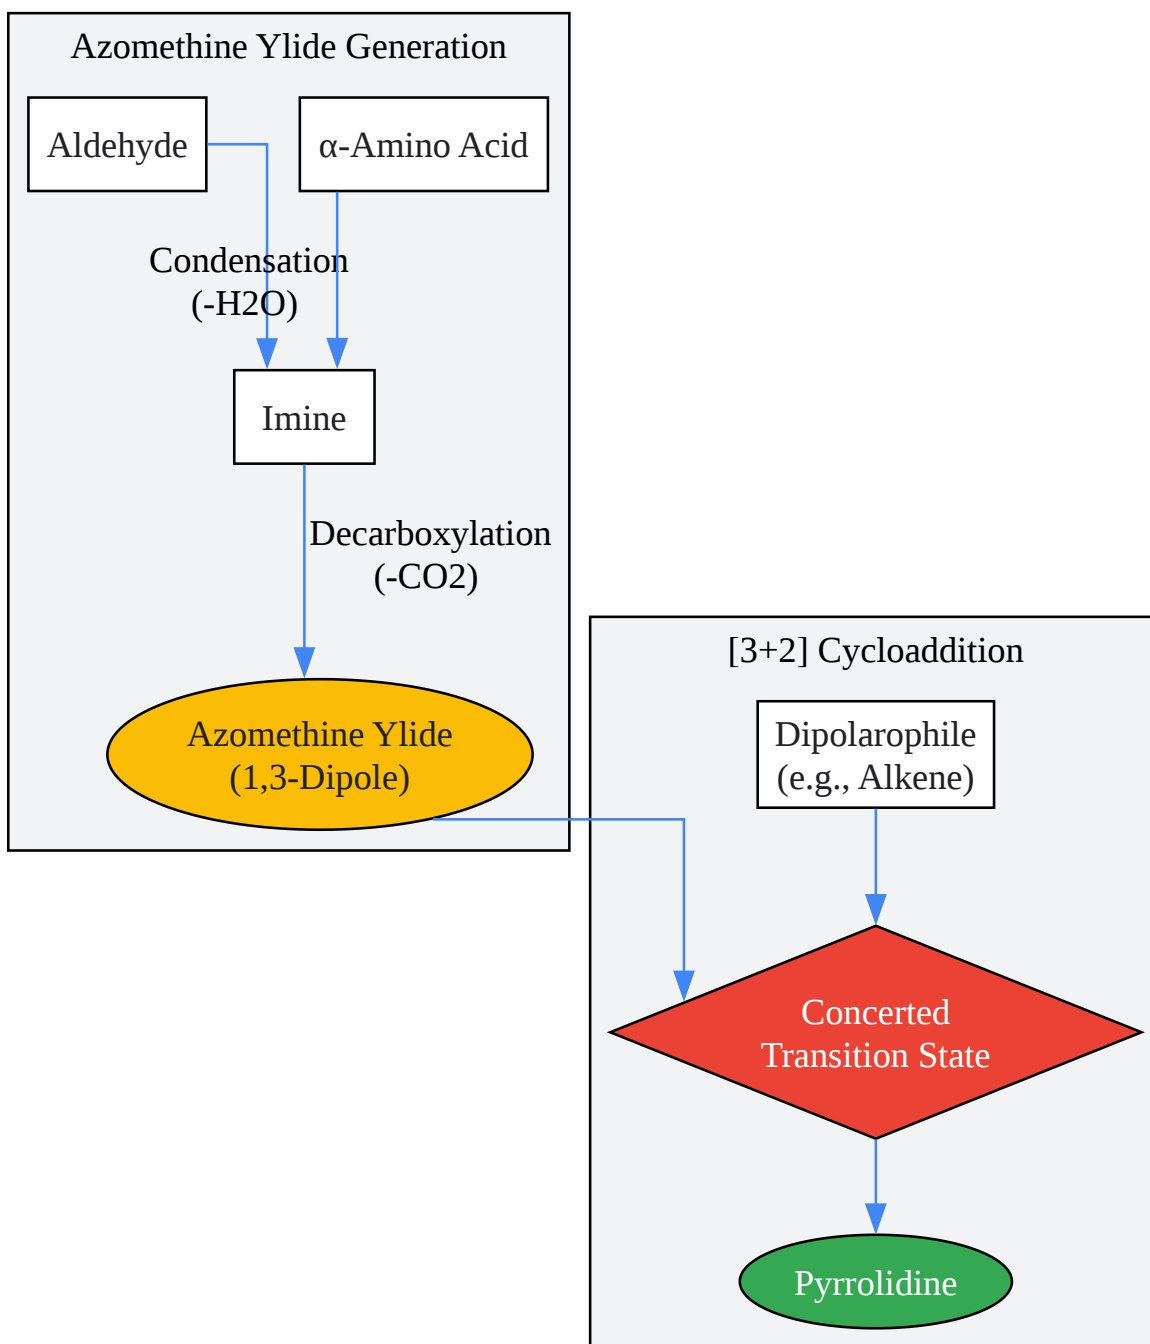 Azomethine Ylide Generation
Aldehyde
α-Amino Acid
Condensation
(-H2O)
Imine
Decarboxylation
(-CO2)
Azomethine Ylide
(1,3-Dipole)
[3+2] Cycloaddition
Dipolarophile
(e.g., Alkene)
Concerted
Transition State
Pyrrolidine